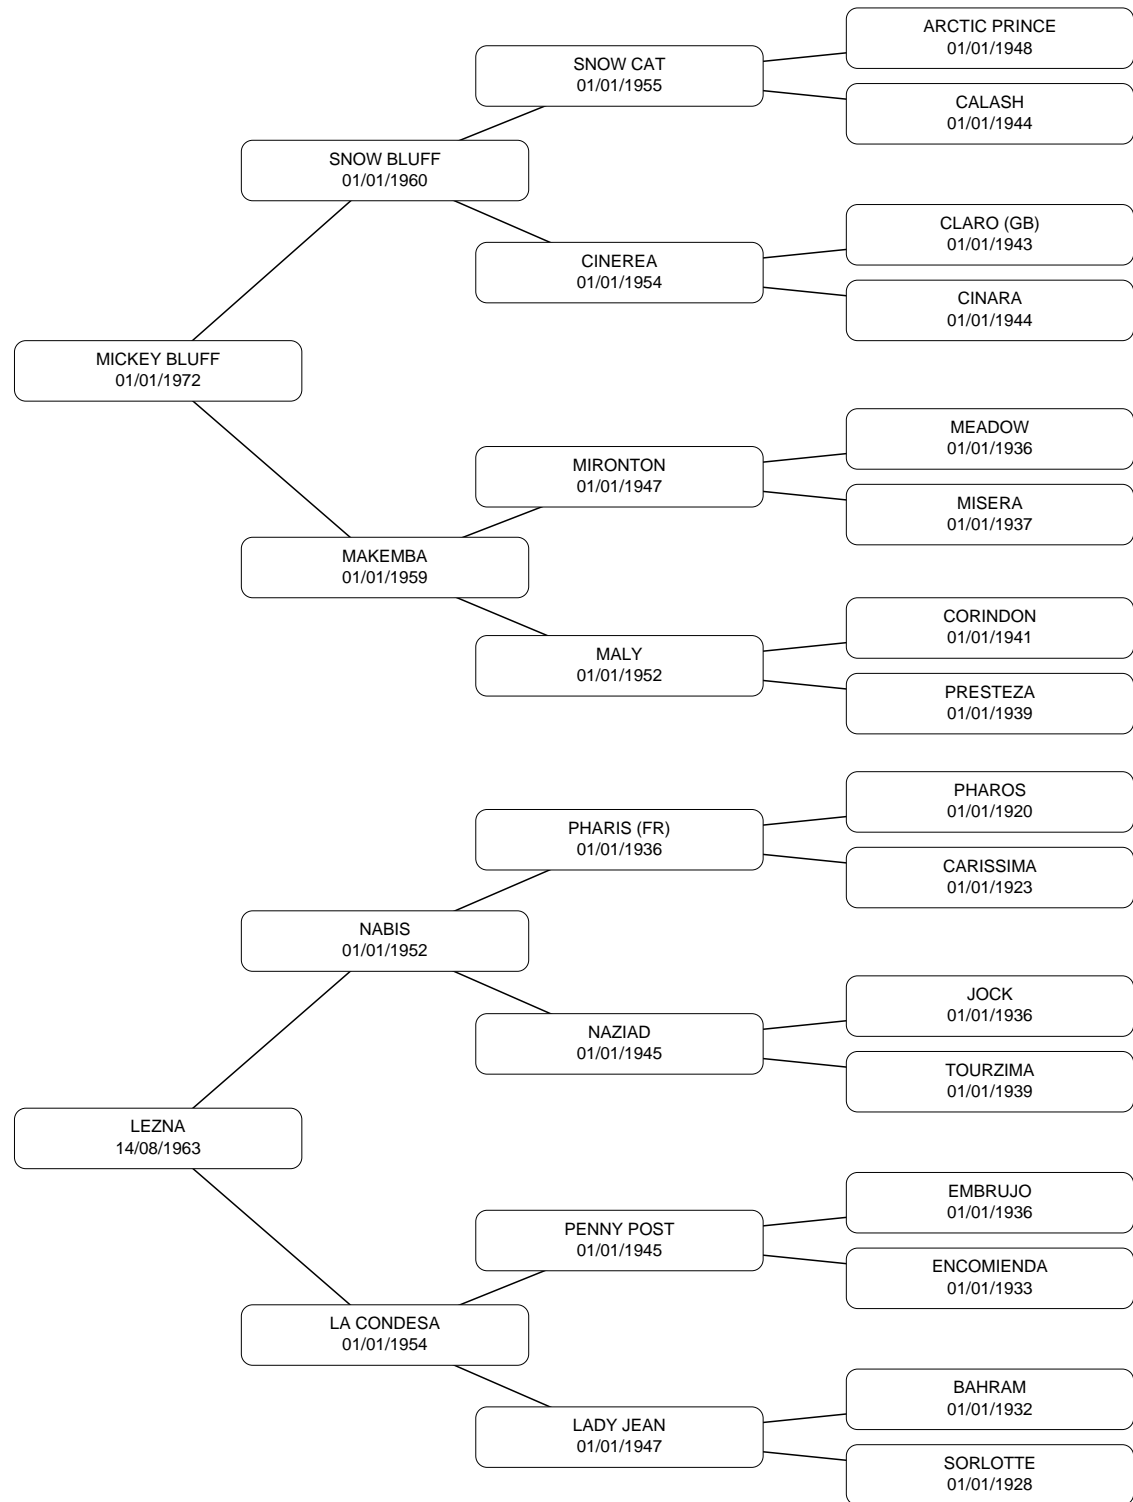 ARCTIC PRINCE
01/01/1948
SNOW CAT
01/01/1955
CALASH
01/01/1944
SNOW BLUFF
01/01/1960
CLARO (GB)
01/01/1943
CINEREA
01/01/1954
CINARA
01/01/1944
MICKEY BLUFF
01/01/1972
MEADOW
01/01/1936
MIRONTON
01/01/1947
MISERA
01/01/1937
MAKEMBA
01/01/1959
CORINDON
01/01/1941
MALY
01/01/1952
PRESTEZA
01/01/1939
PHAROS
01/01/1920
PHARIS (FR)
01/01/1936
CARISSIMA
01/01/1923
NABIS
01/01/1952
JOCK
01/01/1936
NAZIAD
01/01/1945
TOURZIMA
01/01/1939
LEZNA
14/08/1963
EMBRUJO
01/01/1936
PENNY POST
01/01/1945
ENCOMIENDA
01/01/1933
LA CONDESA
01/01/1954
BAHRAM
01/01/1932
LADY JEAN
01/01/1947
SORLOTTE
01/01/1928